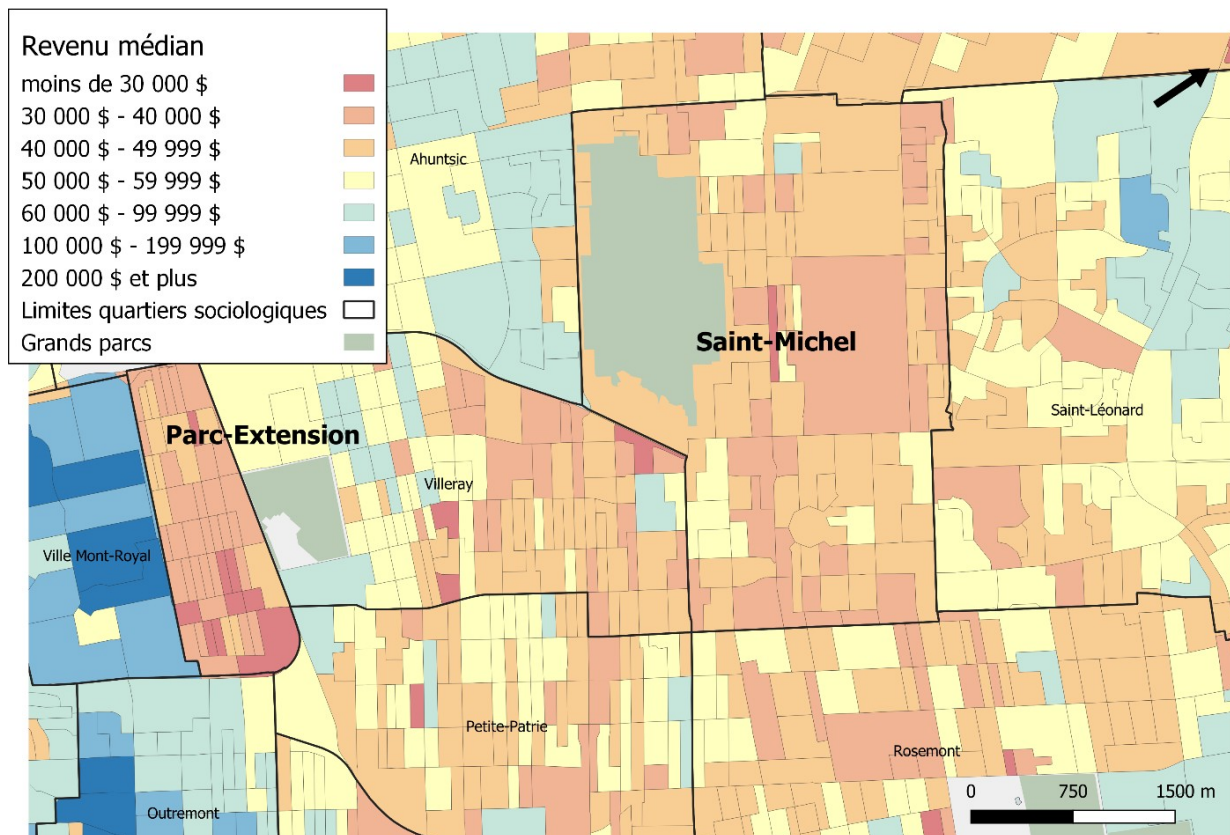 Revenu médian
moins de 30 000 $
30 000 $ - 40 000 $
40 000 $ - 49 999 $
50 000 $ - 59 999 $
60 000 $ - 99 999 $
100 000 $ - 199 999 $
200 000 $ et plus
Limites quartiers sociologiques
Grands parcs
Ahuntsic
Saint-Michel
Saint-Léonard
Parc-Extension
Villeray
Ville Mont-Royal
Petite-Patrie
Rosemont
Outremont
0 750 1500 m